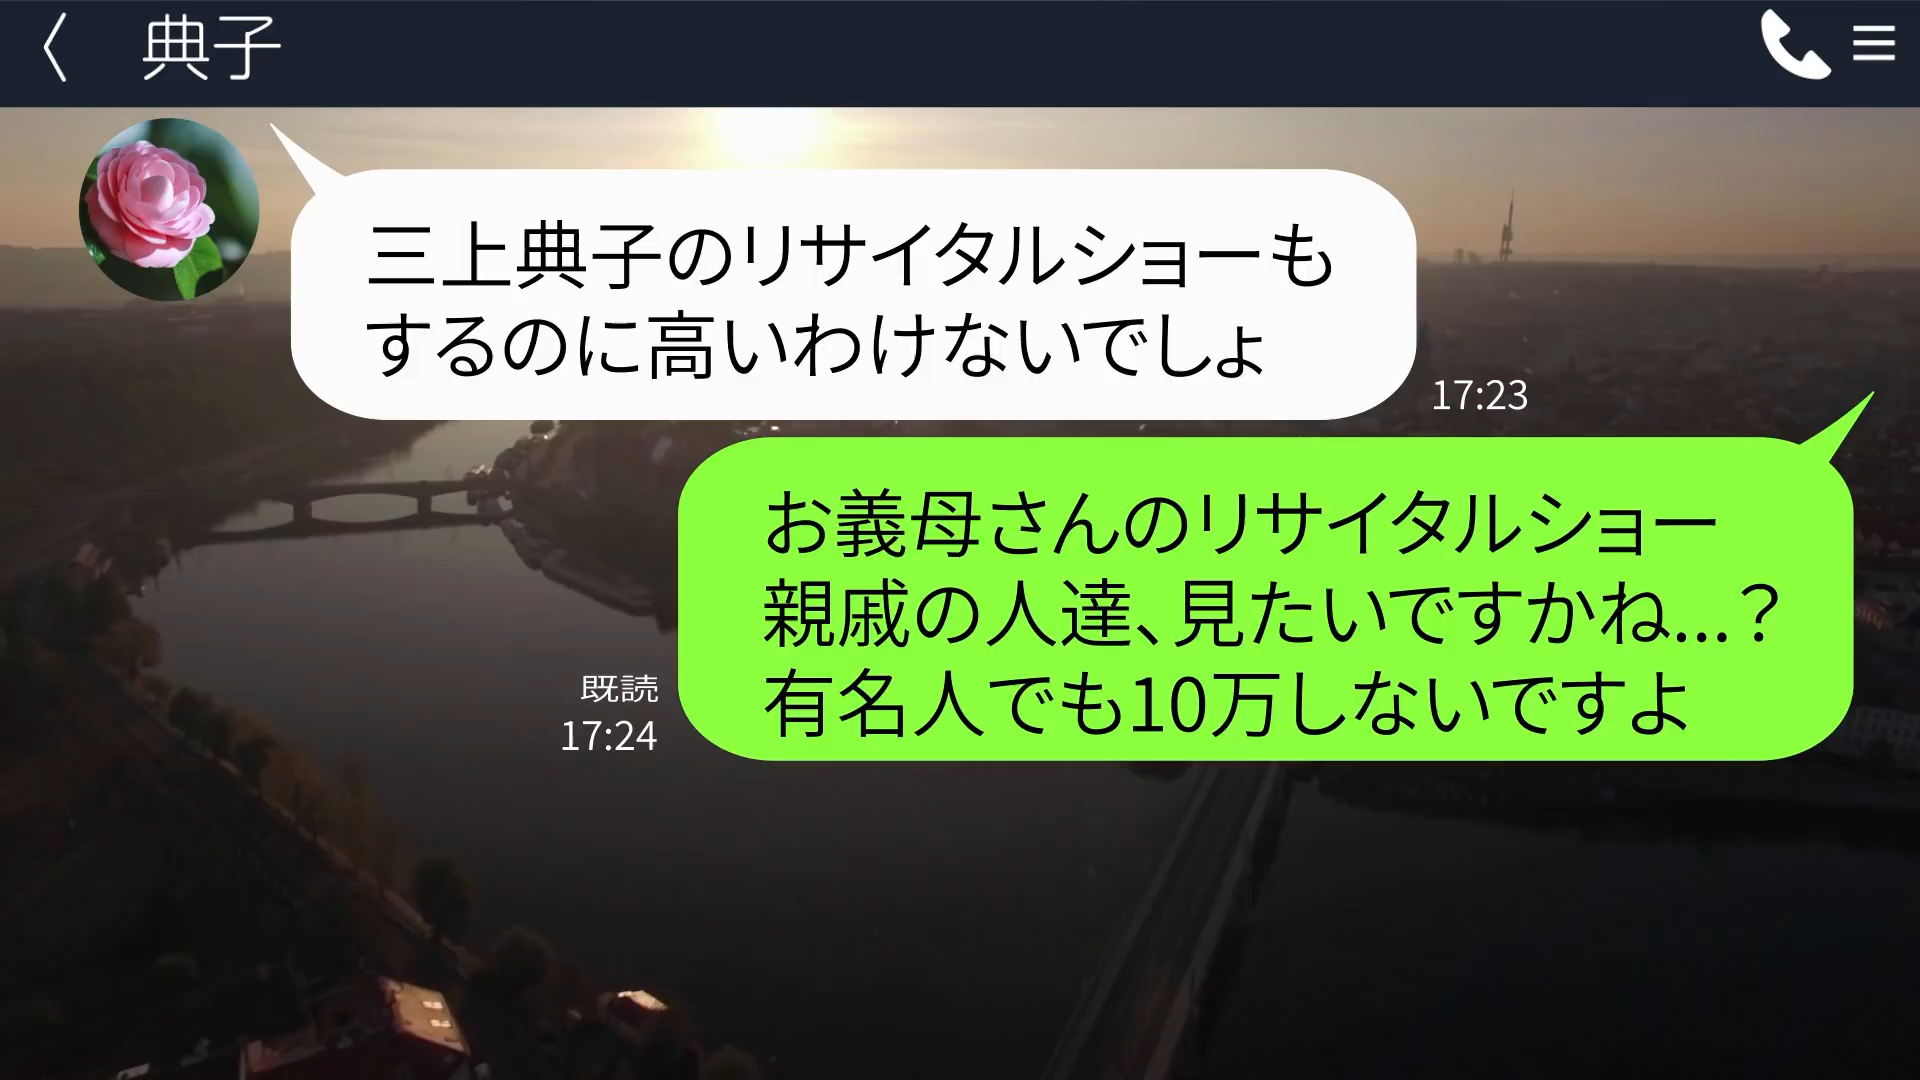 典子
三上典子のリサイタルショーも
するのに高いわけないでしょ
17:23
お義母さんのリサイタルショー
親戚の人達、見たいですかね...？
有名人でも10万しないですよ
既読
17:24